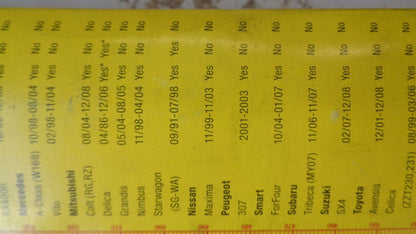 Mercedes
A-Class (W168) 10/98-08/04 Yes No
Vito 02/98-11/04 Yes No
Mitsubishi
Colt (RG,RZ) 08/04-12/08 Yes No
Delica 04/86-12/06 Yes* Yes*
Grandis 05/04-08/05 Yes No
Nimbus 11/98-04/04 Yes No
Starwagon
(SG-WA) 09/91-07/98 Yes Yes
Nissan
Maxima 11/99-11/03 Yes No
Peugeot
307 2001-2003 Yes No
Smart
ForFour 10/04-01/07 Yes No
Subaru
Tribeca (MY07) 11/06-11/07 Yes No
Suzuki
SX4 02/07-12/08 Yes No
Toyota
Avensis 12/01-12/08 Yes No
Celica
(ZZT230,231) 08/99-03/06 Yes No